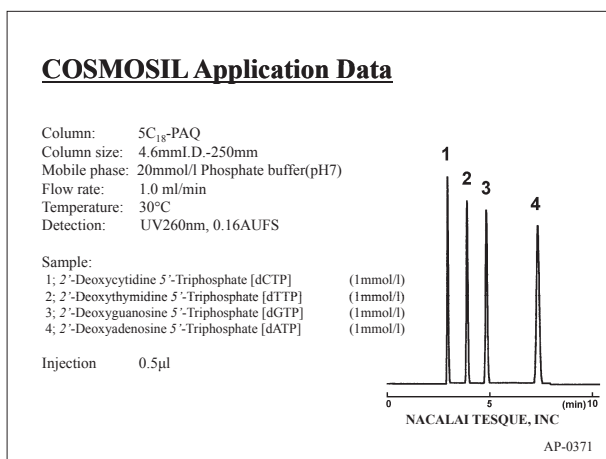 COSMOSIL Application Data
Column: 5C18-PAQ
Column size: 4.6mmI.D.-250mm
Mobile phase: 20mmol/l Phosphate buffer(pH7)
Flow rate: 1.0 ml/min
Temperature: 30°C
Detection: UV260nm, 0.16AUFS
Sample:
1; 2'-Deoxycytidine 5'-Triphosphate [dCTP] (1mmol/l)
2; 2'-Deoxythymidine 5'-Triphosphate [dTTP] (1mmol/l)
3; 2'-Deoxyguanosine 5'-Triphosphate [dGTP] (1mmol/l)
4; 2'-Deoxyadenosine 5'-Triphosphate [dATP] (1mmol/l)
Injection 0.5μl
1
2
3
4
0 5 (min) 10
NACALAI TESQUE, INC
AP-0371